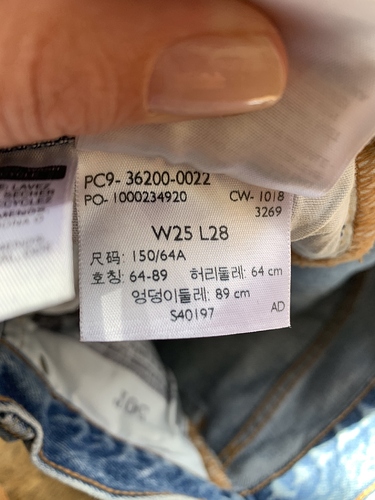 PC9- 36200-0022
PO- 1000234920 CW- 1018
3269
W25 L28
尺码: 150/64A
호칭: 64-89 허리둘레: 64 cm
엉덩이둘레: 89 cm
S40197
AD